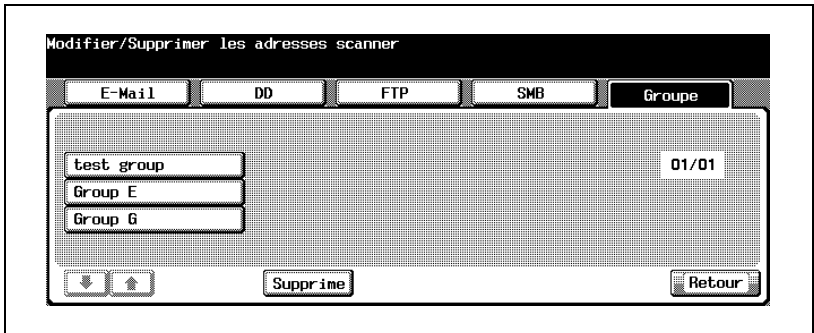 Modifier/Supprimer les adresses scanner
E-Mail DD FTP SMB Groupe
test group 01/01
Group E
Group G
Supprime Retour